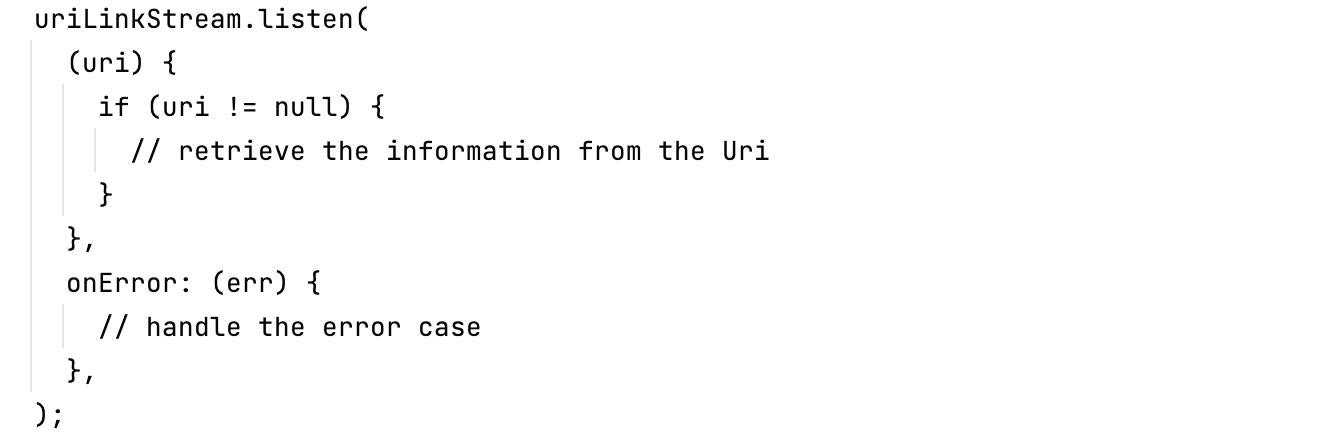 uriLinkStream.listen(
  (uri) {
    if (uri != null) {
      // retrieve the information from the Uri
    }
  },
  onError: (err) {
    // handle the error case
  },
);